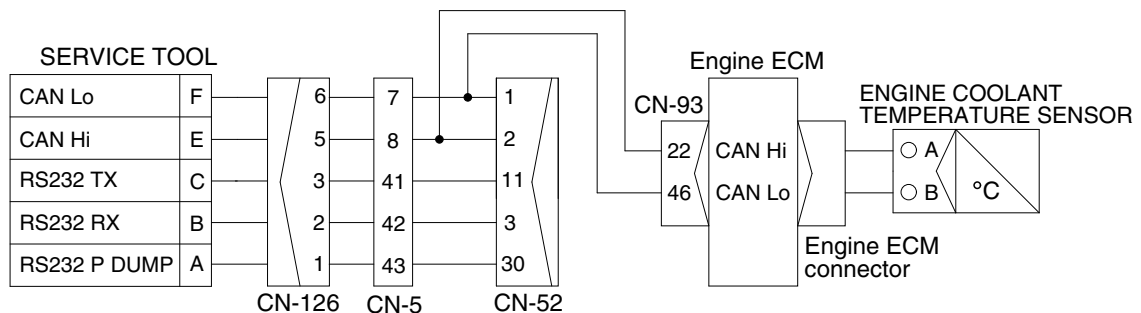 SERVICE TOOL
CAN Lo F 6 7 1
CAN Hi E 5 8 2
RS232 TX C 3 41 11
RS232 RX B 2 42 3
RS232 P DUMP A 1 43 30
CN-126 CN-5 CN-52
Engine ECM
CN-93
22 CAN Hi
46 CAN Lo
Engine ECM
connector
ENGINE COOLANT
TEMPERATURE SENSOR
A
B
°C